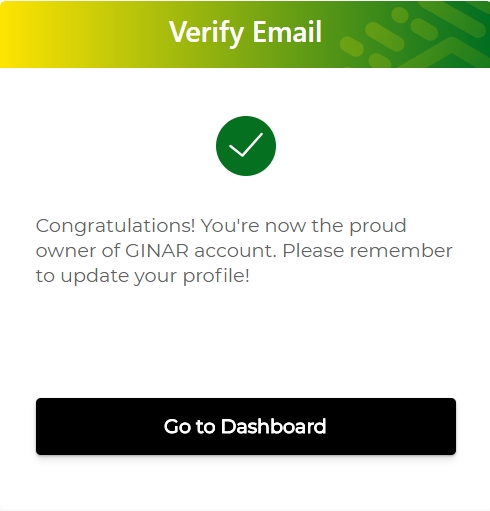 Verify Email
Congratulations! You're now the proud
owner of GINAR account. Please remember
to update your profile!
Go to Dashboard